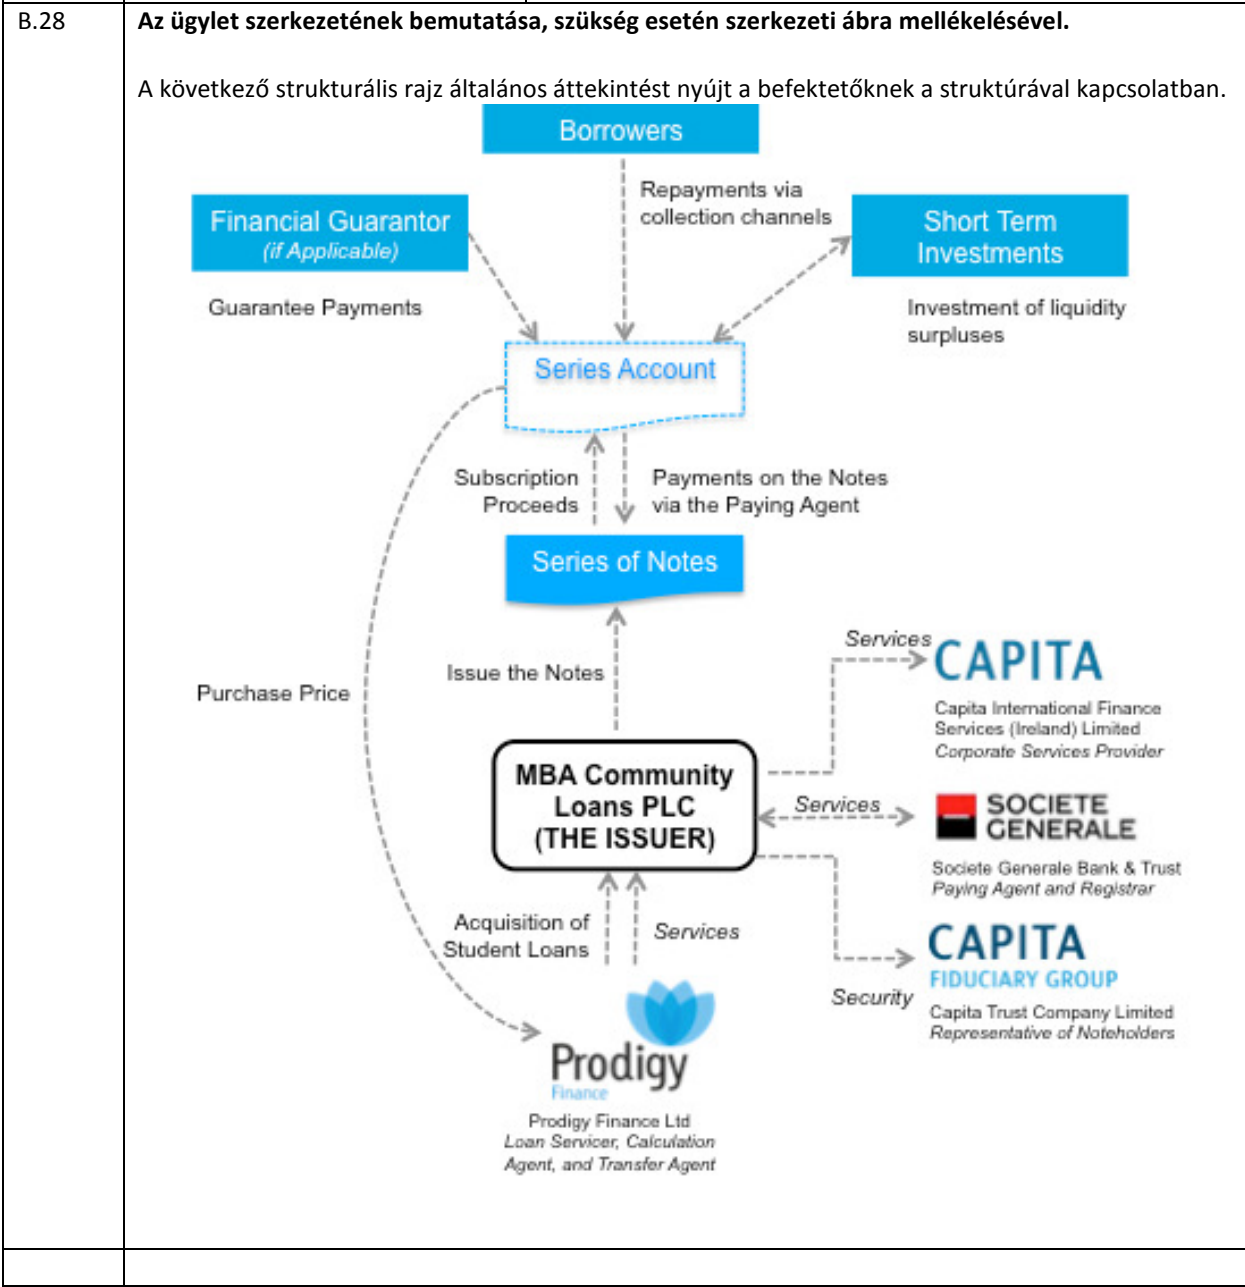 B.28
Az ügylet szerkezetének bemutatása, szükség esetén szerkezeti ábra mellékelésével.
A következő strukturális rajz általános áttekintést nyújt a befektetőknek a struktúrával kapcsolatban.
Borrowers
Repayments via
collection channels
Financial Guarantor
(if Applicable)
Short Term
Investments
Guarantee Payments
Investment of liquidity
surpluses
Series Account
Subscription
Proceeds
Payments on the Notes
via the Paying Agent
Series of Notes
Issue the Notes
Purchase Price
Services
CAPITA
Capita International Finance
Services (Ireland) Limited
Corporate Services Provider
MBA Community
Loans PLC
(THE ISSUER)
Services
SOCIETE
GENERALE
Societe Generale Bank & Trust
Paying Agent and Registrar
Acquisition of
Student Loans
Services
Security
CAPITA
FIDUCIARY GROUP
Capita Trust Company Limited
Representative of Noteholders
Prodigy
Finance
Prodigy Finance Ltd
Loan Servicer, Calculation
Agent, and Transfer Agent